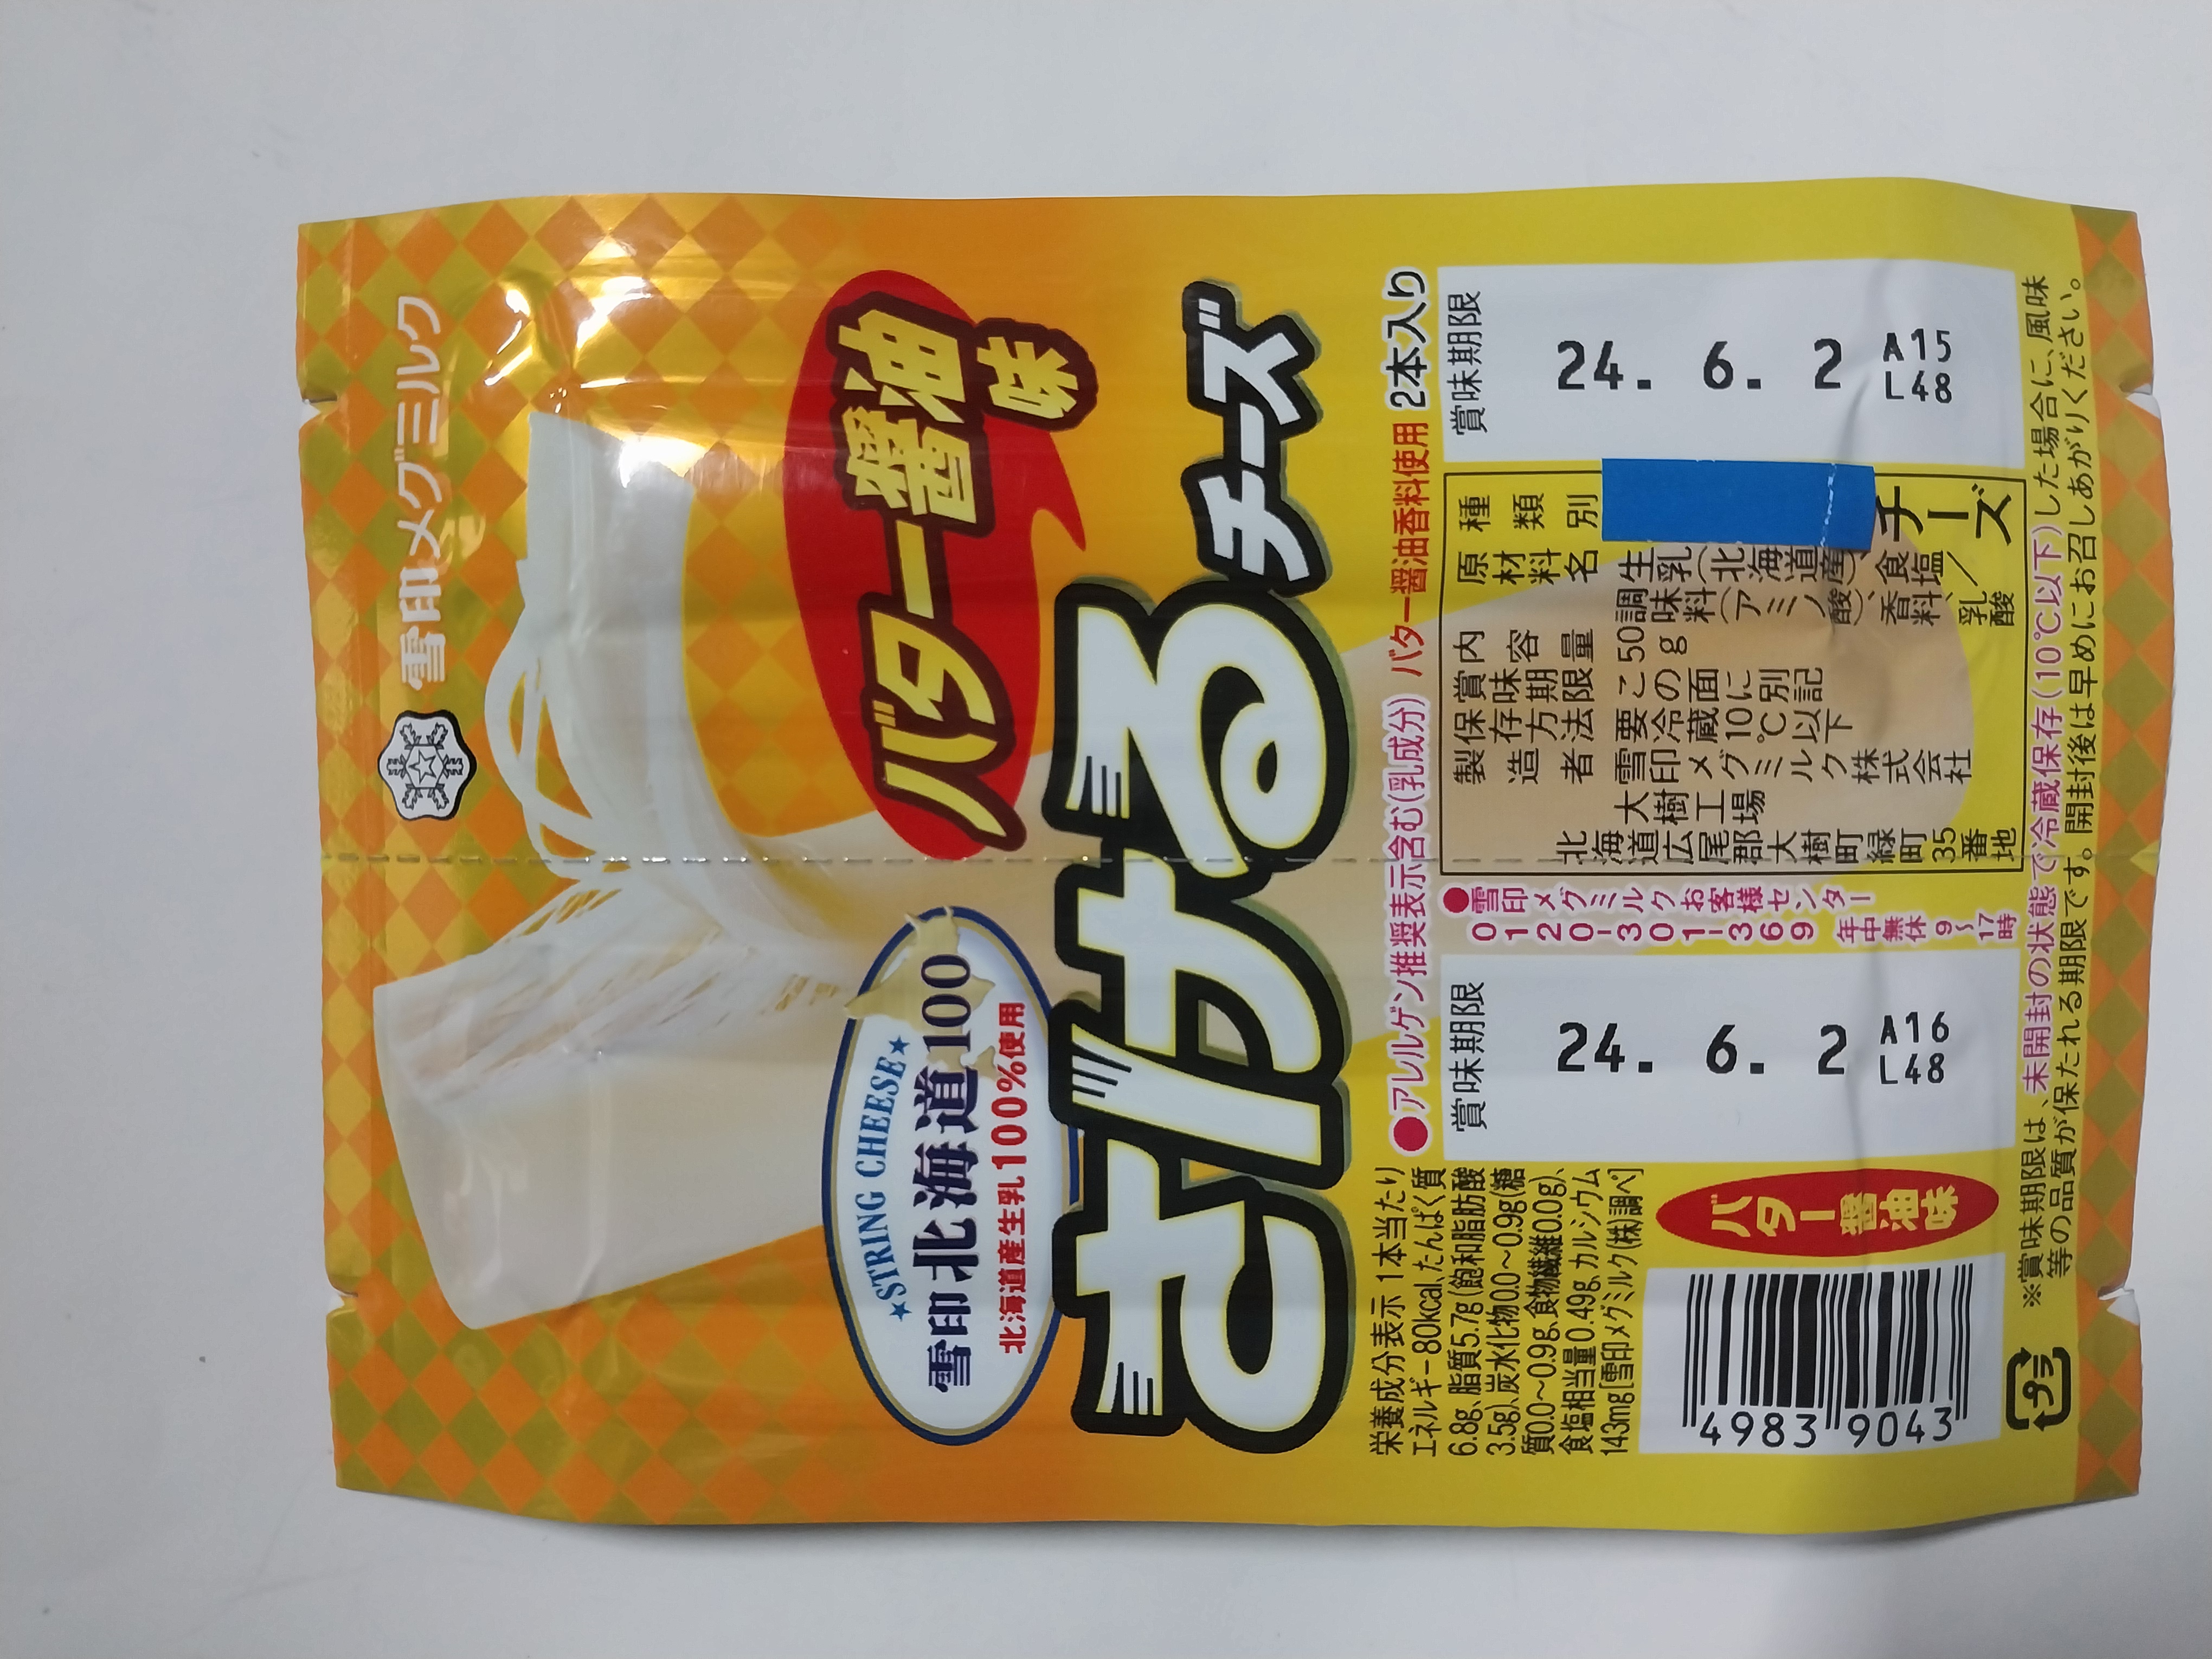 雪印メグミルク
バター醤油
味
★STRING CHEESE★
雪印北海道100
北海道産生乳100%使用
さけるチーズ
●アレルゲン推奨表示含む(乳成分) バター醤油香料使用 2本入り
栄養成分表示 1本当たり
エネルギー80kcal、たんぱく質
6.8g、脂質5.7g(飽和脂肪酸
3.5g)、炭水化物0.0〜0.9g(糖
質0.0〜0.9g、食物繊維0.0g)、
食塩相当量0.49g、カルシウム
143mg[雪印メグミルク(株)調べ]
4983 9043
バター醤油味
賞味期限
24. 6. 2
A16
L48
●雪印メグミルクお客様センター
0120-301-369
年中無休 9〜17時
種類別 チーズ
原材料名 生乳(北海道産)、食塩/
調味料(アミノ酸)、香料、乳酸
内容量 50g
賞味期限 この面に別記
保存方法 要冷蔵10℃以下
製造者 雪印メグミルク株式会社
大樹工場
北海道広尾郡大樹町緑町35番地
賞味期限
24. 6. 2
A15
L48
※賞味期限は、未開封の状態で冷蔵保存(10℃以下)した場合に、風味
等の品質が保たれる期限です。開封後は早めにお召しあがりください。
プラ